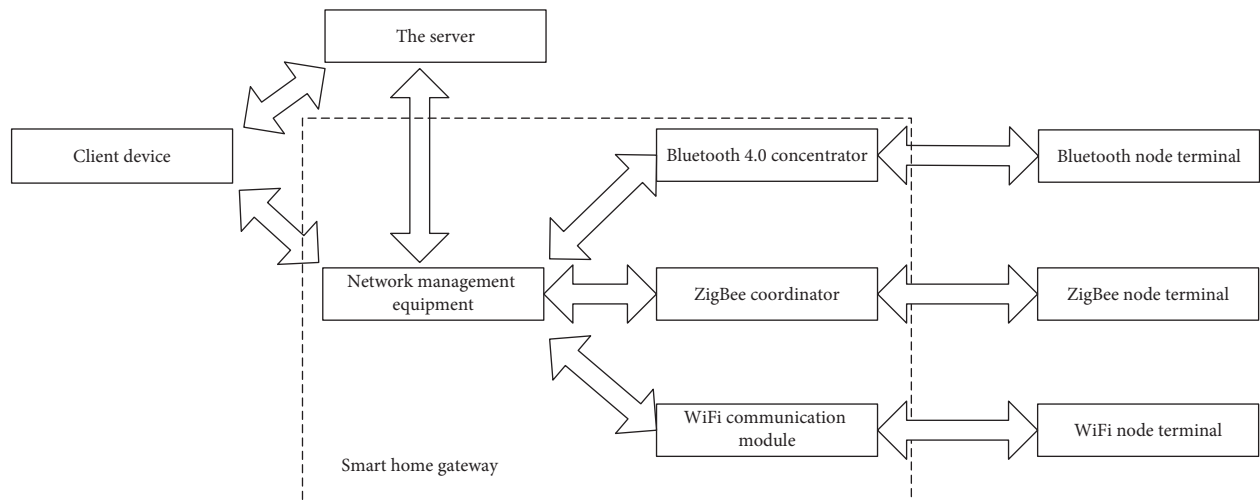 The server
Client device
Bluetooth 4.0 concentrator
Bluetooth node terminal
Network management
equipment
ZigBee coordinator
ZigBee node terminal
WiFi communication
module
WiFi node terminal
Smart home gateway